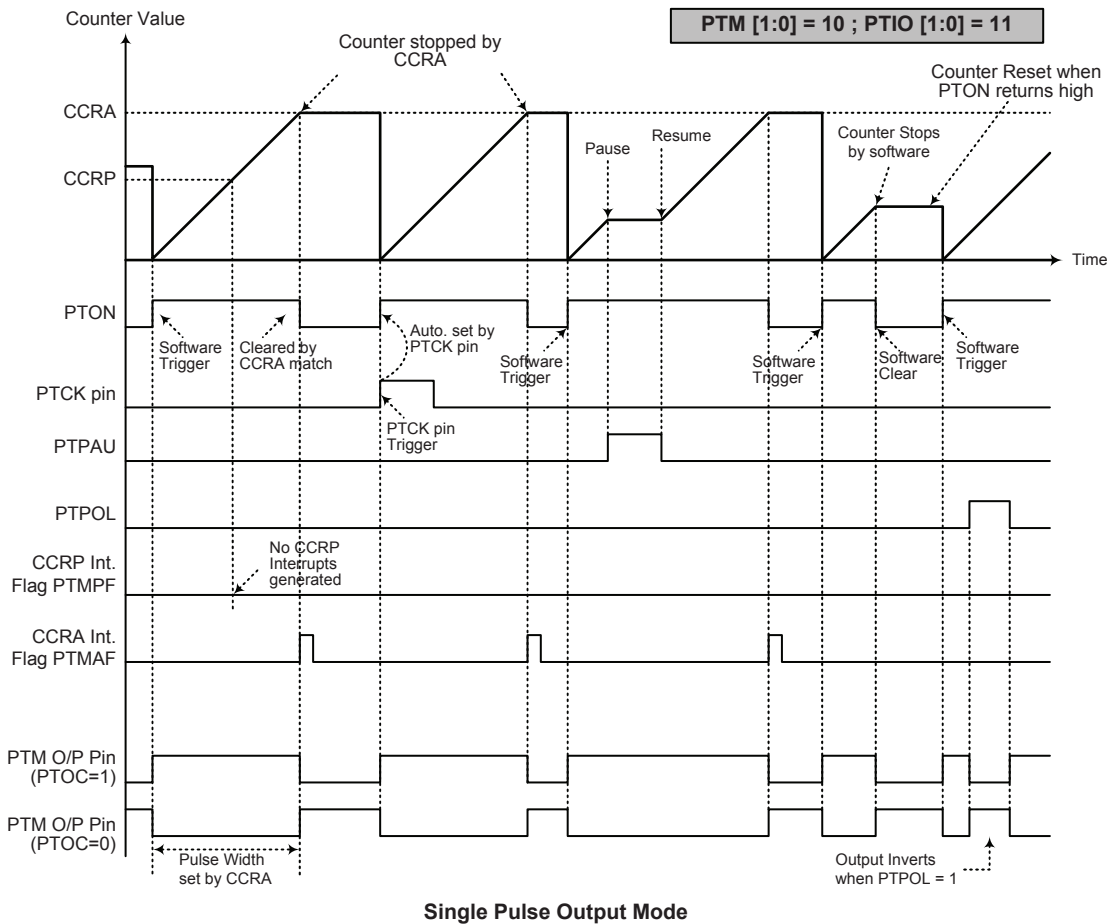 Counter Value
PTM [1:0] = 10 ; PTIO [1:0] = 11
Counter stopped by
CCRA
Counter Reset when
PTON returns high
CCRA
Pause
Resume
Counter Stops
by software
CCRP
Time
PTON
Software
Trigger
Cleared by
CCRA match
Auto. set by
PTCK pin
Software
Trigger
Software
Trigger
Software
Clear
Software
Trigger
PTCK pin
PTCK pin
Trigger
PTPAU
PTPOL
No CCRP
Interrupts
generated
CCRP Int.
Flag PTMPF
CCRA Int.
Flag PTMAF
PTM O/P Pin
(PTOC=1)
PTM O/P Pin
(PTOC=0)
Pulse Width
set by CCRA
Output Inverts
when PTPOL = 1
Single Pulse Output Mode